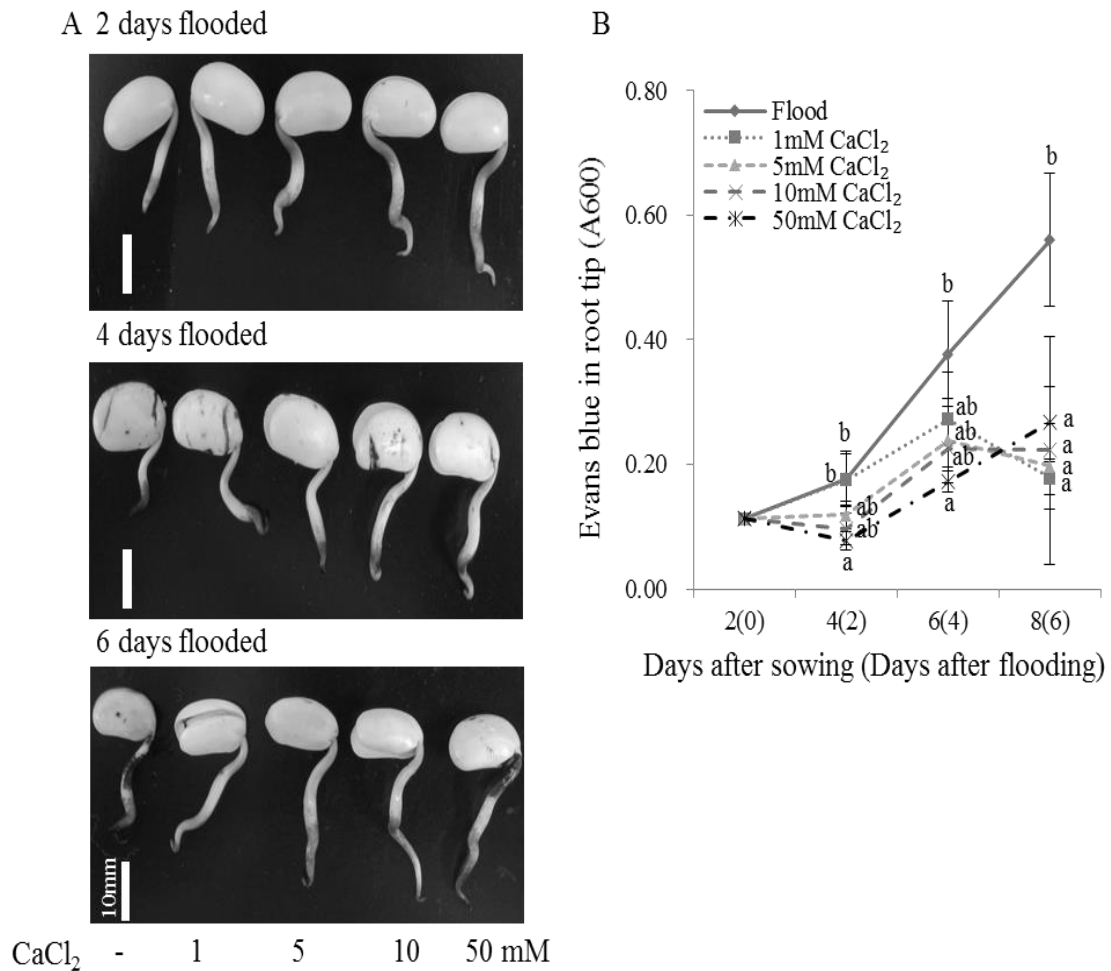 A 2 days flooded
4 days flooded
6 days flooded
10mm
CaCl₂ - 1 5 10 50 mM
B
Evans blue in root tip (A600)
0.80
0.60
0.40
0.20
0.00
Flood
1mM CaCl₂
5mM CaCl₂
10mM CaCl₂
50mM CaCl₂
b
b
b
ab
ab
a
b
ab
ab
ab
a
b
a
a
a
a
2(0) 4(2) 6(4) 8(6)
Days after sowing (Days after flooding)